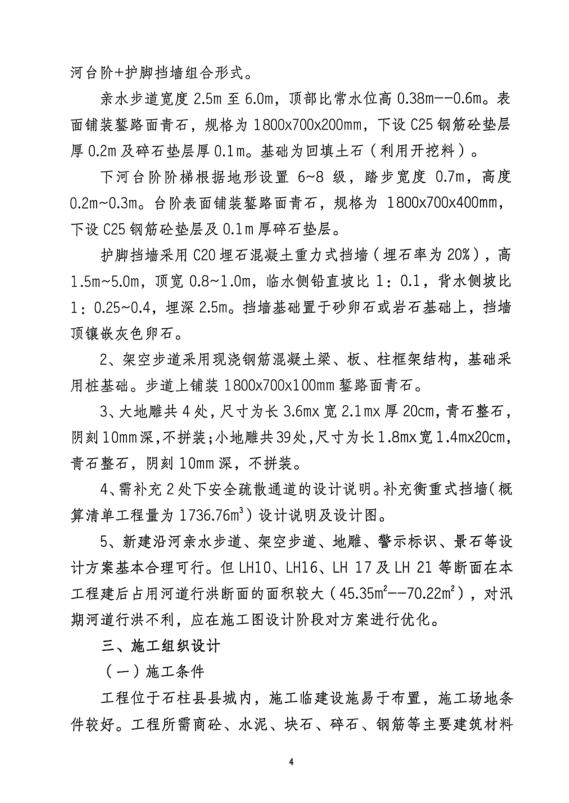 河台阶+护脚挡墙组合形式。
亲水步道宽度 2.5m 至 6.0m，顶部比常水位高 0.38m——0.6m。表
面铺装錾路面青石，规格为 1800x700x200mm，下设 C25 钢筋砼垫层
厚 0.2m 及碎石垫层厚 0.1m。基础为回填土石（利用开挖料）。
下河台阶阶梯根据地形设置 6~8 级，踏步宽度 0.7m，高度
0.2m~0.3m。台阶表面铺装錾路面青石，规格为 1800x700x400mm，
下设 C25 钢筋砼垫层及 0.1m 厚碎石垫层。
护脚挡墙采用 C20 埋石混凝土重力式挡墙（埋石率为 20%），高
1.5m~5.0m，顶宽 0.8~1.0m，临水侧铅直坡比 1：0.1，背水侧坡比
1：0.25~0.4，埋深 2.5m。挡墙基础置于砂卵石或岩石基础上，挡墙
顶镶嵌灰色卵石。
2、架空步道采用现浇钢筋混凝土梁、板、柱框架结构，基础采
用桩基础。步道上铺装 1800x700x100mm 錾路面青石。
3、大地雕共 4 处，尺寸为长 3.6mx 宽 2.1mx 厚 20cm，青石整石，
阴刻 10mm 深，不拼装；小地雕共 39 处，尺寸为长 1.8mx 宽 1.4mx20cm，
青石整石，阴刻 10mm 深，不拼装。
4、需补充 2 处下安全疏散通道的设计说明。补充衡重式挡墙（概
算清单工程量为 1736.76m³）设计说明及设计图。
5、新建沿河亲水步道、架空步道、地雕、警示标识、景石等设
计方案基本合理可行。但 LH10、LH16、LH 17 及 LH 21 等断面在本
工程建后占用河道行洪断面的面积较大（45.35m²——70.22m²），对汛
期河道行洪不利，应在施工图设计阶段对方案进行优化。
三、施工组织设计
（一）施工条件
工程位于石柱县县城内，施工临建设施易于布置，施工场地条
件较好。工程所需商砼、水泥、块石、碎石、钢筋等主要建筑材料
4